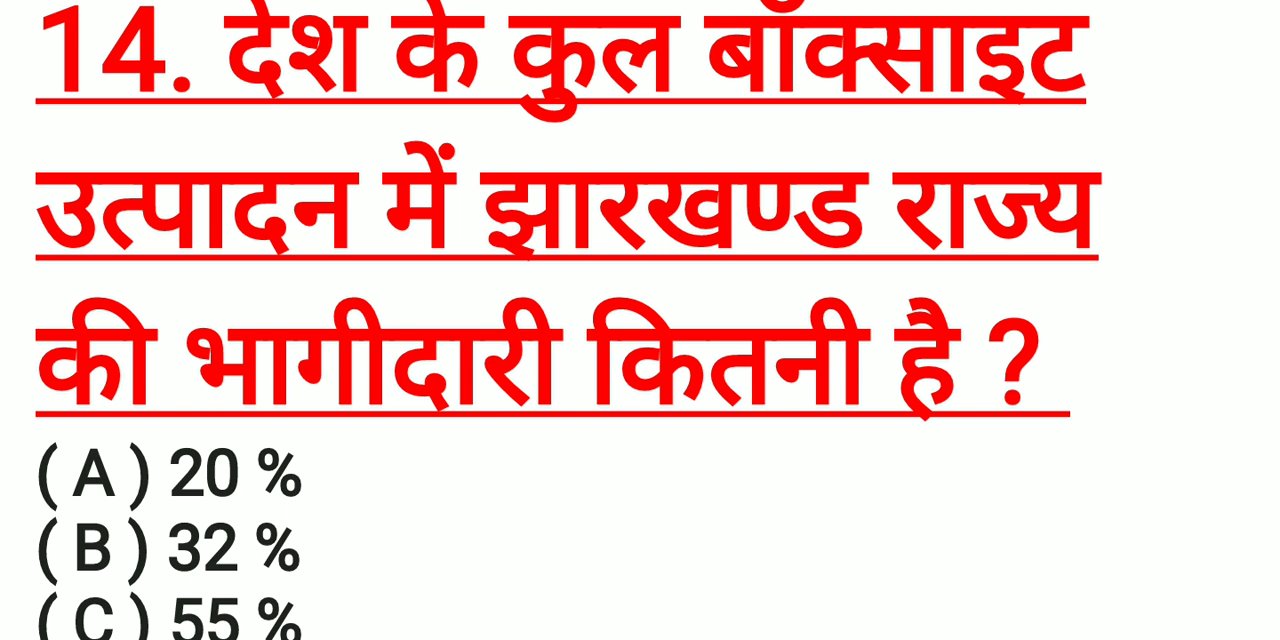 14. देश के कुल बॉक्साइट
उत्पादन में झारखण्ड राज्य
की भागीदारी कितनी है ?
( A ) 20 %
( B ) 32 %
( C ) 55 %